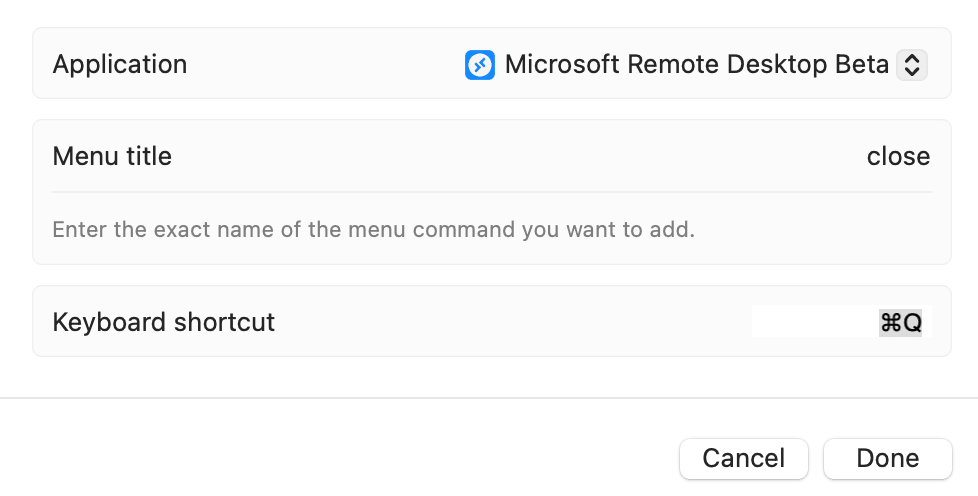 Application
Microsoft Remote Desktop Beta
Menu title
close
Enter the exact name of the menu command you want to add.
Keyboard shortcut
⌘Q
Cancel
Done